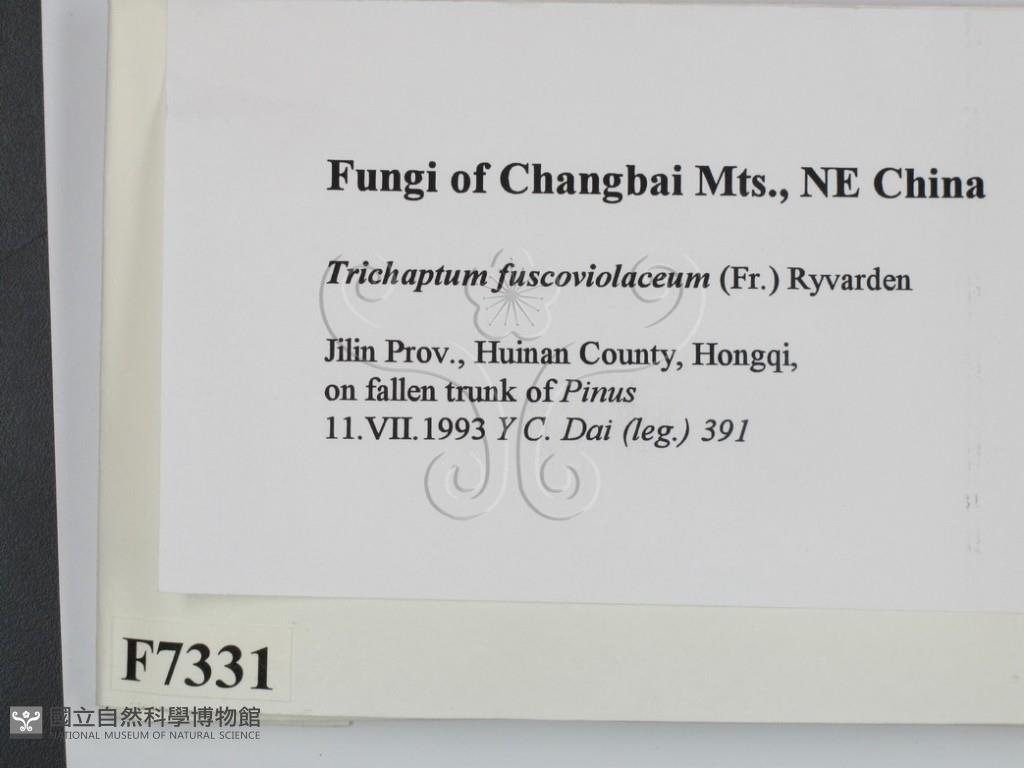 Fungi of Changbai Mts., NE China
Trichaptum fuscoviolaceum (Fr.) Ryvarden
Jilin Prov., Huinan County, Hongqi,
on fallen trunk of Pinus
11.VII.1993 Y C. Dai (leg.) 391
F7331
國立自然科學博物館
NATIONAL MUSEUM OF NATURAL SCIENCE